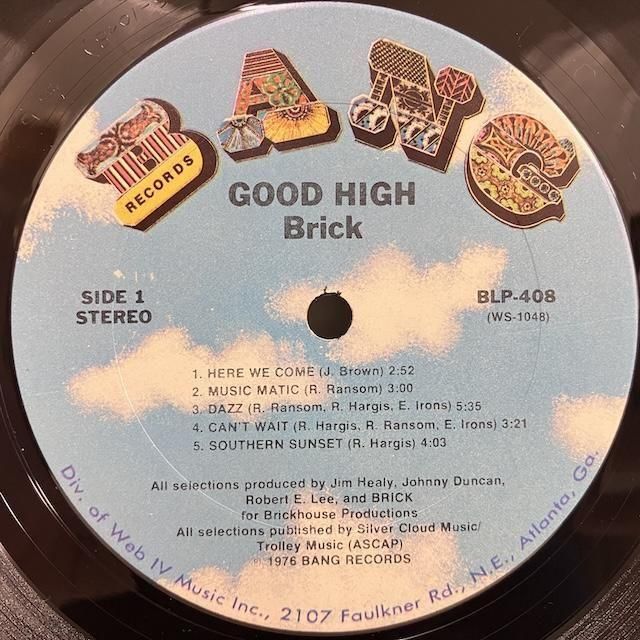 BANG
RECORDS
GOOD HIGH
Brick
SIDE 1
STEREO
BLP-408
(WS-1048)
1. HERE WE COME (J. Brown) 2:52
2. MUSIC MATIC (R. Ransom) 3:00
3. DAZZ (R. Ransom, R. Hargis, E. Irons) 5:35
4. CAN'T WAIT (R. Hargis, R. Ransom, E. Irons) 3:21
5. SOUTHERN SUNSET (R. Hargis) 4:03
All selections produced by Jim Healy, Johnny Duncan,
Robert E. Lee, and BRICK
for Brickhouse Productions
All selections published by Silver Cloud Music/
Trolley Music (ASCAP)
℗ 1976 BANG RECORDS
Div. of Web IV Music Inc., 2107 Faulkner Rd., N.E., Atlanta, Ga.